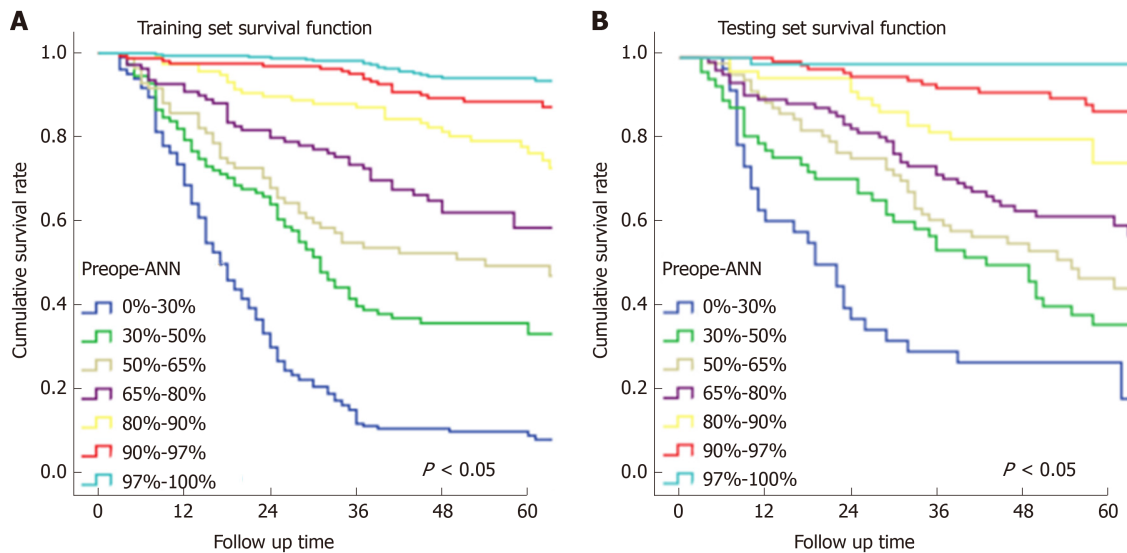 A
Training set survival function
Cumulative survival rate
1.0
0.8
0.6
0.4
0.2
0.0
Preope-ANN
0%-30%
30%-50%
50%-65%
65%-80%
80%-90%
90%-97%
97%-100%
P < 0.05
0 12 24 36 48 60
Follow up time
B
Testing set survival function
Cumulative survival rate
1.0
0.8
0.6
0.4
0.2
0.0
Preope-ANN
0%-30%
30%-50%
50%-65%
65%-80%
80%-90%
90%-97%
97%-100%
P < 0.05
0 12 24 36 48 60
Follow up time